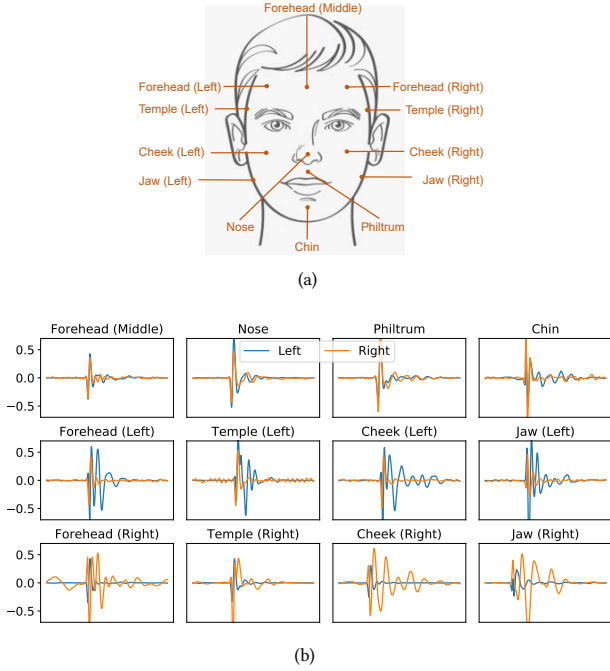 Forehead (Middle)
Forehead (Left)
Forehead (Right)
Temple (Left)
Temple (Right)
Cheek (Left)
Cheek (Right)
Jaw (Left)
Jaw (Right)
Nose
Philtrum
Chin
(a)
Forehead (Middle)
Nose
Philtrum
Chin
0.5
0.0
−0.5
Left
Right
Forehead (Left)
Temple (Left)
Cheek (Left)
Jaw (Left)
0.5
0.0
−0.5
Forehead (Right)
Temple (Right)
Cheek (Right)
Jaw (Right)
0.5
0.0
−0.5
(b)